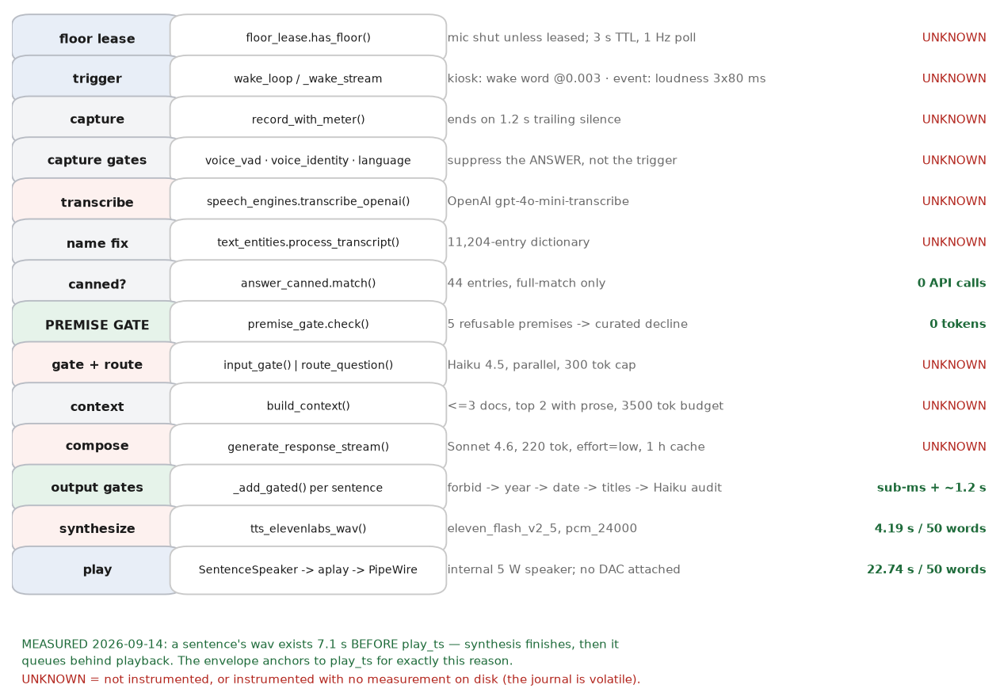 floor lease floor_lease.has_floor() mic shut unless leased; 3 s TTL, 1 Hz poll UNKNOWN
trigger wake_loop / _wake_stream kiosk: wake word @0.003 · event: loudness 3x80 ms UNKNOWN
capture record_with_meter() ends on 1.2 s trailing silence UNKNOWN
capture gates voice_vad · voice_identity · language suppress the ANSWER, not the trigger UNKNOWN
transcribe speech_engines.transcribe_openai() OpenAI gpt-4o-mini-transcribe UNKNOWN
name fix text_entities.process_transcript() 11,204-entry dictionary UNKNOWN
canned? answer_canned.match() 44 entries, full-match only 0 API calls
PREMISE GATE premise_gate.check() 5 refusable premises -> curated decline 0 tokens
gate + route input_gate() | route_question() Haiku 4.5, parallel, 300 tok cap UNKNOWN
context build_context() <=3 docs, top 2 with prose, 3500 tok budget UNKNOWN
compose generate_response_stream() Sonnet 4.6, 220 tok, effort=low, 1 h cache UNKNOWN
output gates _add_gated() per sentence forbid -> year -> date -> titles -> Haiku audit sub-ms + ~1.2 s
synthesize tts_elevenlabs_wav() eleven_flash_v2_5, pcm_24000 4.19 s / 50 words
play SentenceSpeaker -> aplay -> PipeWire internal 5 W speaker; no DAC attached 22.74 s / 50 words
MEASURED 2026-09-14: a sentence's wav exists 7.1 s BEFORE play_ts — synthesis finishes, then it
queues behind playback. The envelope anchors to play_ts for exactly this reason.
UNKNOWN = not instrumented, or instrumented with no measurement on disk (the journal is volatile).